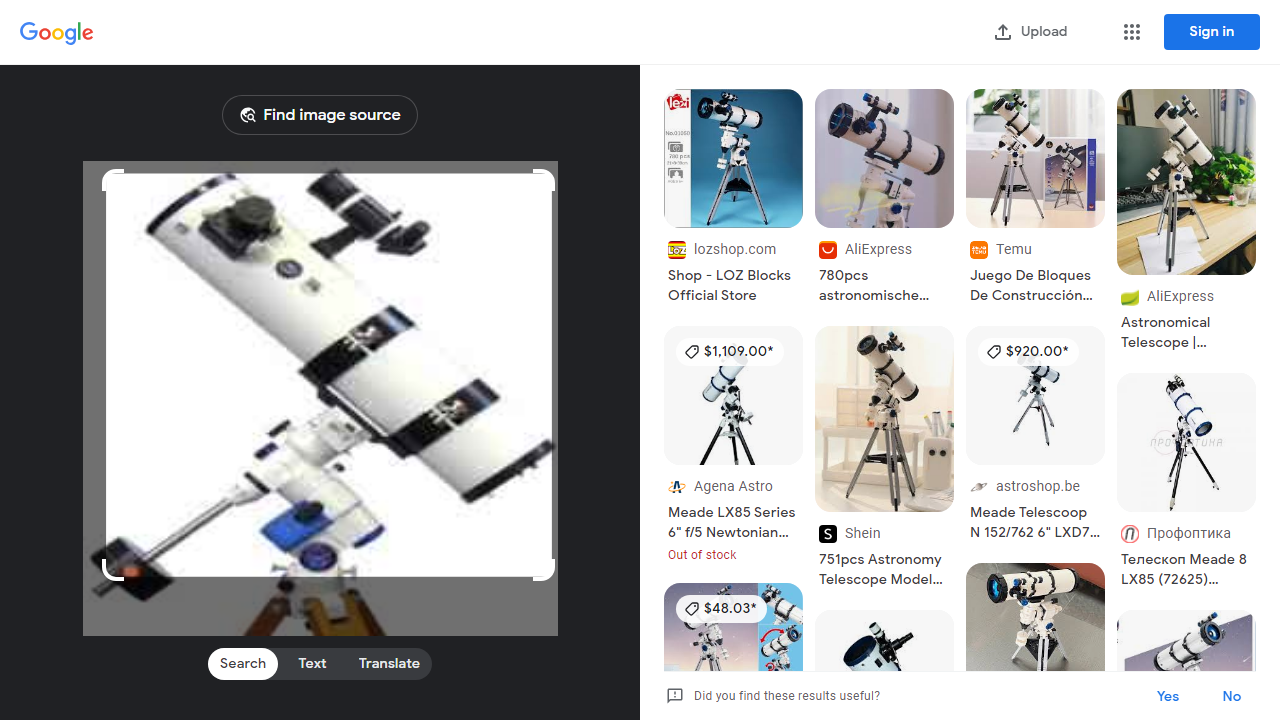 Google
Upload
Sign in
Find image source
Search
Text
Translate
lozi
780 pcs
lozshop.com
Shop - LOZ Blocks
Official Store
AliExpress
780pcs
astronomische...
Temu
Juego De Bloques
De Construcción...
AliExpress
Astronomical
Telescope |...
$1,109.00*
Agena Astro
Meade LX85 Series
6" f/5 Newtonian...
Out of stock
Shein
751pcs Astronomy
Telescope Model...
$920.00*
astroshop.be
Meade Telescoop
N 152/762 6" LXD7...
Профоптика
Телескоп Meade 8
LX85 (72625)...
$48.03*
Did you find these results useful?
Yes
No